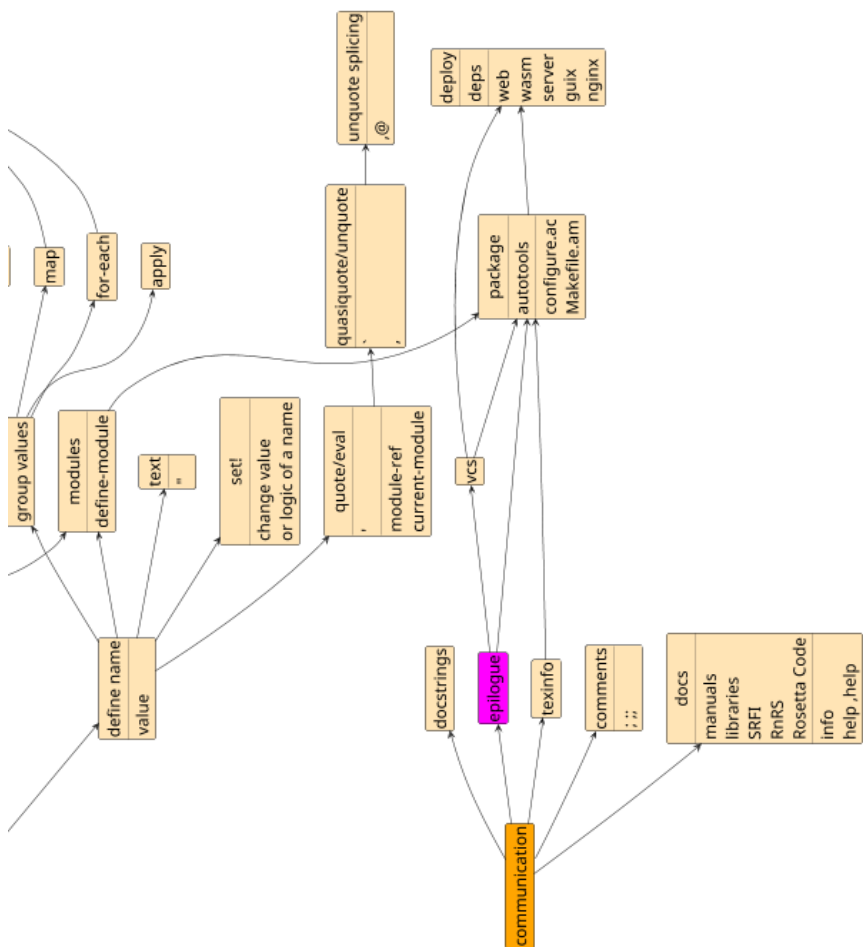 unquote splicing
,@
deploy
deps
web
wasm
server
guix
nginx
map
for-each
apply
quasiquote/unquote
`
,
package
autotools
configure.ac
Makefile.am
group values
modules
define-module
text
"
set!
change value
or logic of a name
quote/eval
'
module-ref
current-module
vcs
define name
value
docstrings
epilogue
texinfo
comments
; ;;
docs
manuals
libraries
SRFI
RnRS
Rosetta Code
info
help ,help
communication